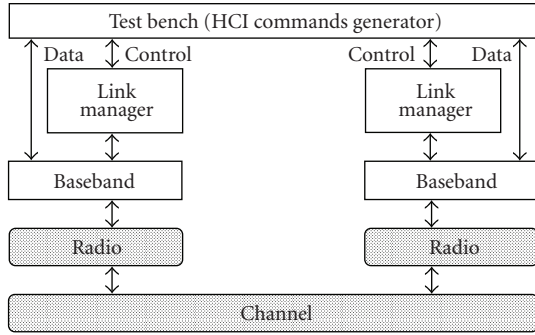 Test bench (HCI commands generator)
Data Control Control Data
Link manager Link manager
Baseband Baseband
Radio Radio
Channel